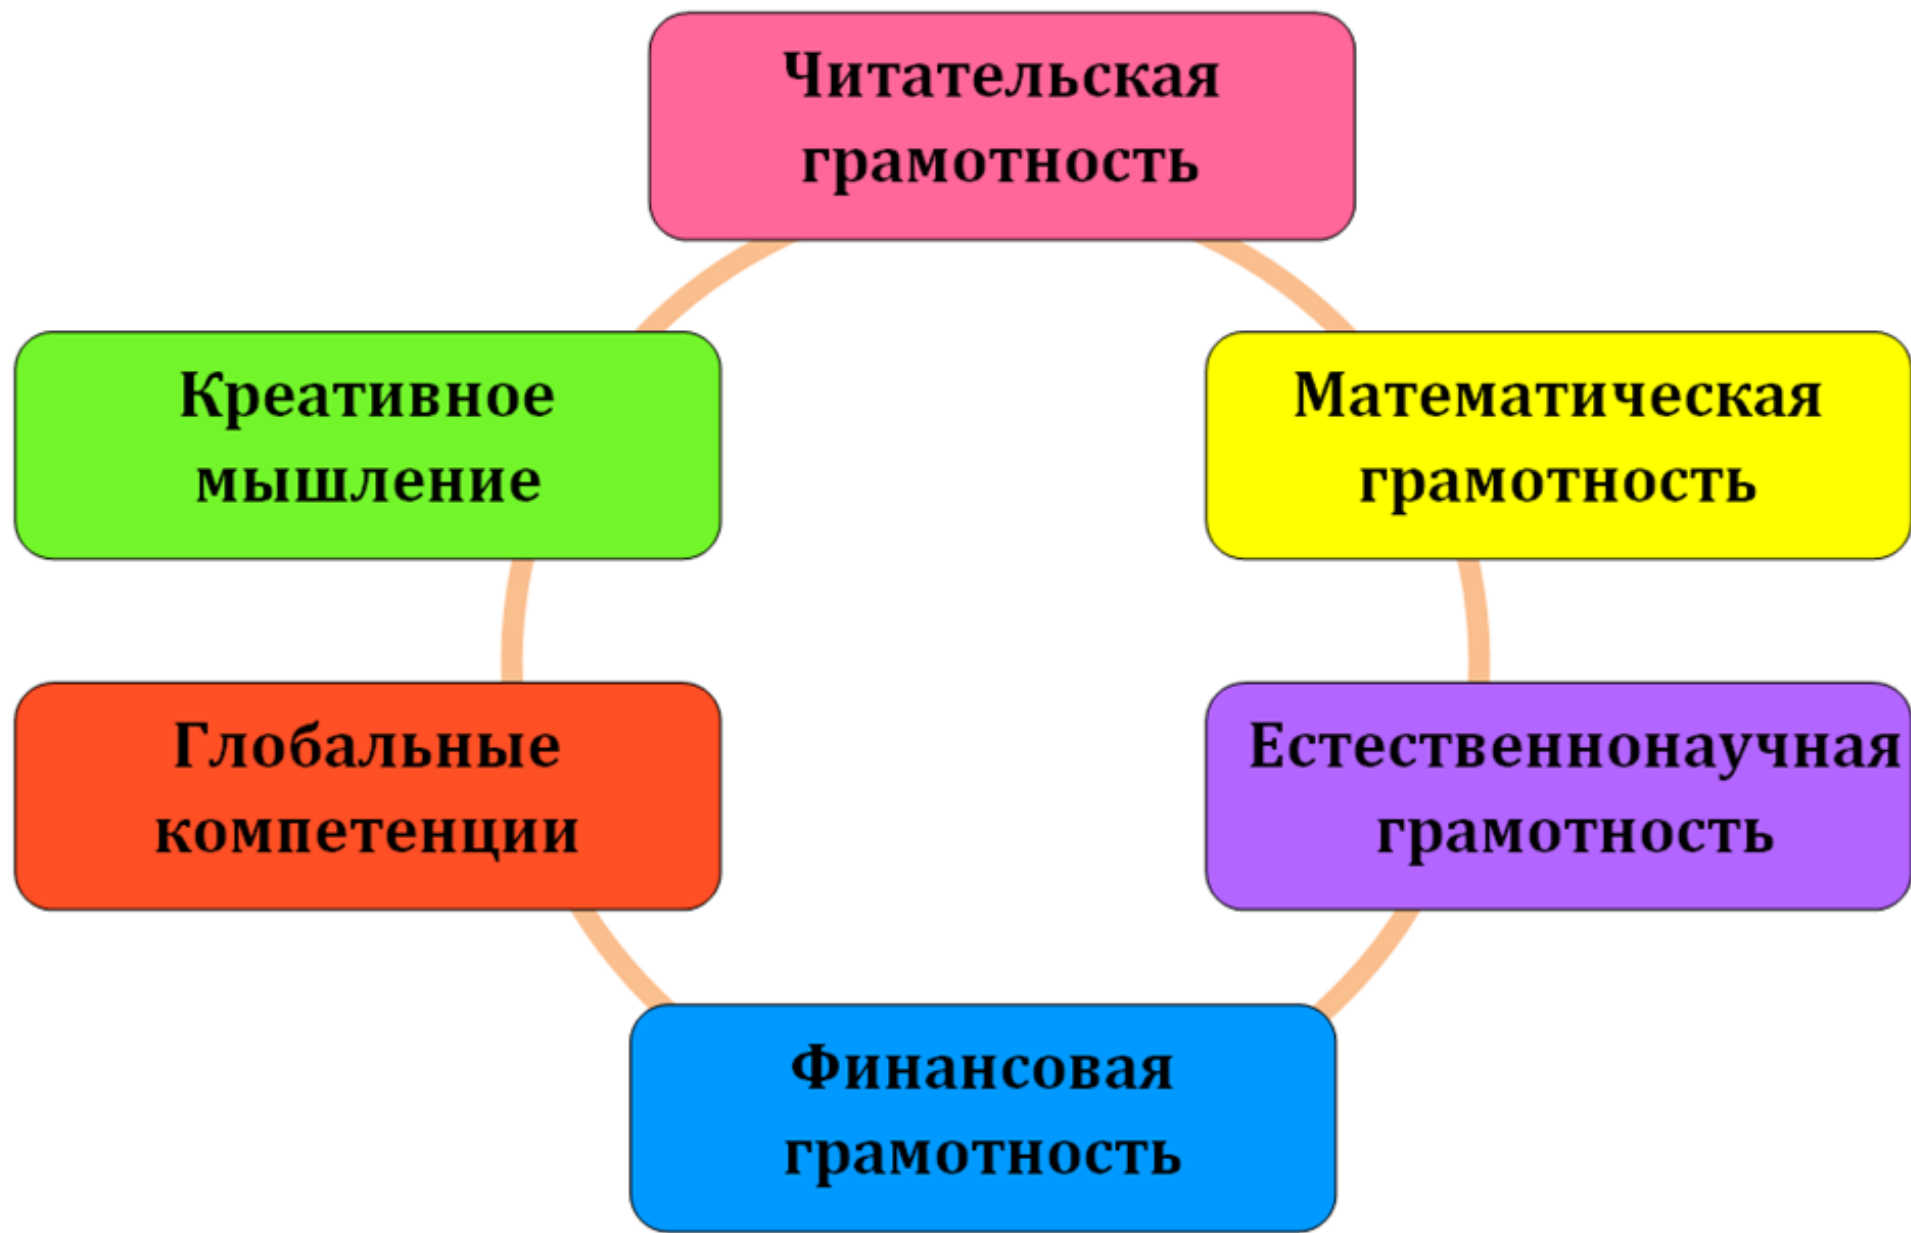 Читательская
грамотность
Креативное
мышление
Математическая
грамотность
Глобальные
компетенции
Естественнонаучная
грамотность
Финансовая
грамотность